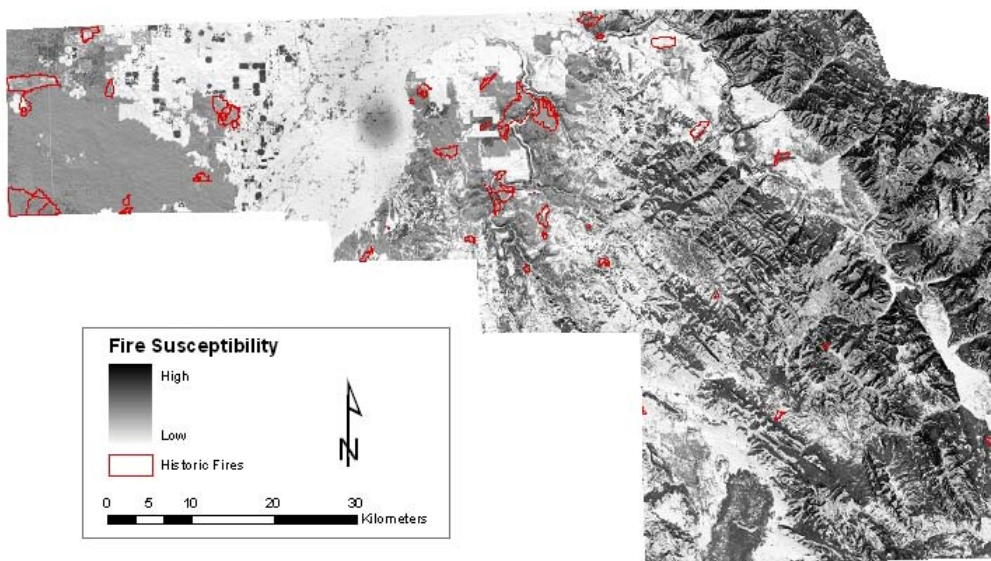 Fire Susceptibility
High
Low
Historic Fires
0 5 10 20 30
Kilometers
N